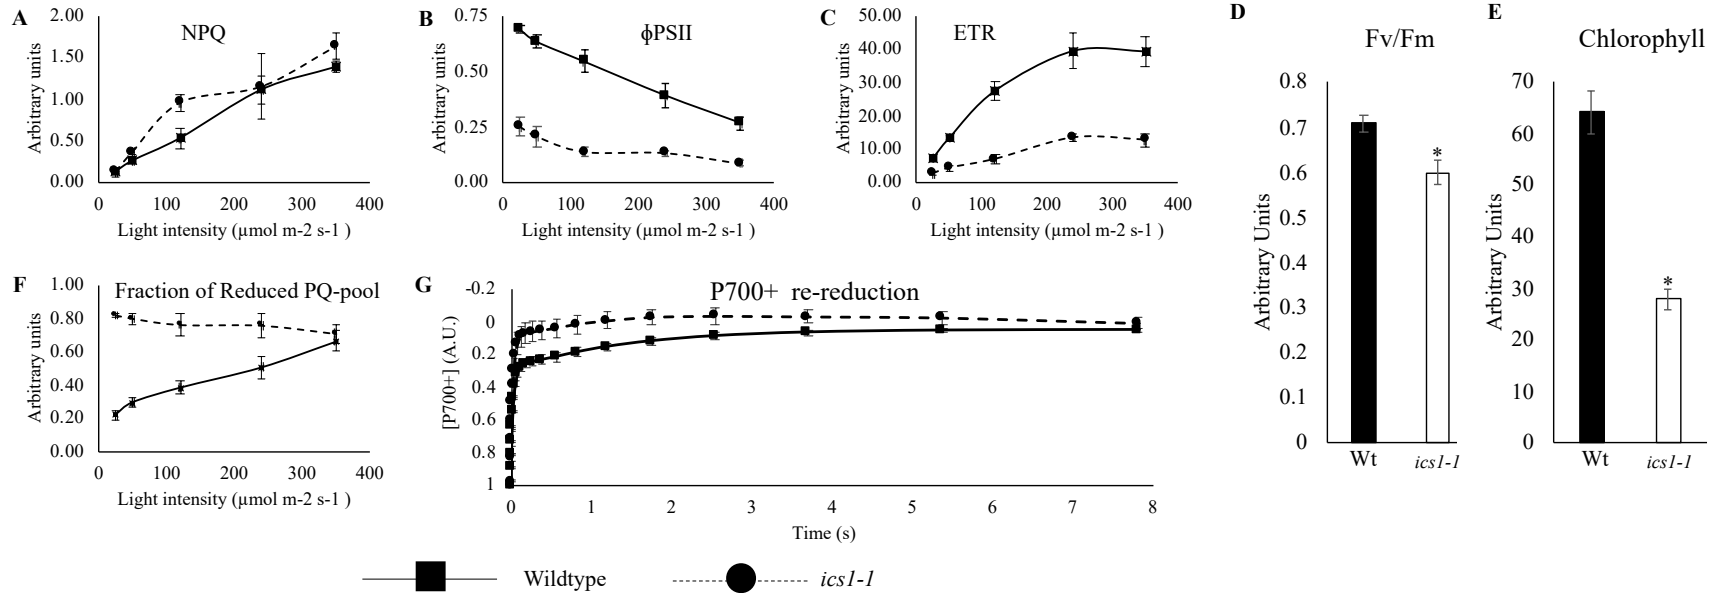 A
NPQ
Arbitrary units
2.00
1.50
1.00
0.50
0.00
0 100 200 300 400
Light intensity (µmol m-2 s-1 )
B
ϕPSII
Arbitrary units
0.75
0.50
0.25
0.00
0 100 200 300 400
Light intensity (µmol m-2 s-1 )
C
ETR
Arbitrary units
50.00
40.00
30.00
20.00
10.00
0.00
0 100 200 300 400
Light intensity (µmol m-2 s-1 )
D
Fv/Fm
Arbitrary Units
0.8
0.7
0.6
0.5
0.4
0.3
0.2
0.1
0
*
Wt ics1-1
E
Chlorophyll
Arbitrary Units
70
60
50
40
30
20
10
0
*
Wt ics1-1
F
Fraction of Reduced PQ-pool
Arbitrary units
1.00
0.80
0.60
0.40
0.20
0.00
0 100 200 300 400
Light intensity (µmol m-2 s-1 )
G
P700+ re-reduction
[P700+] (A.U.)
-0.2
0
0.2
0.4
0.6
0.8
1
0 1 2 3 4 5 6 7 8
Time (s)
Wildtype ics1-1